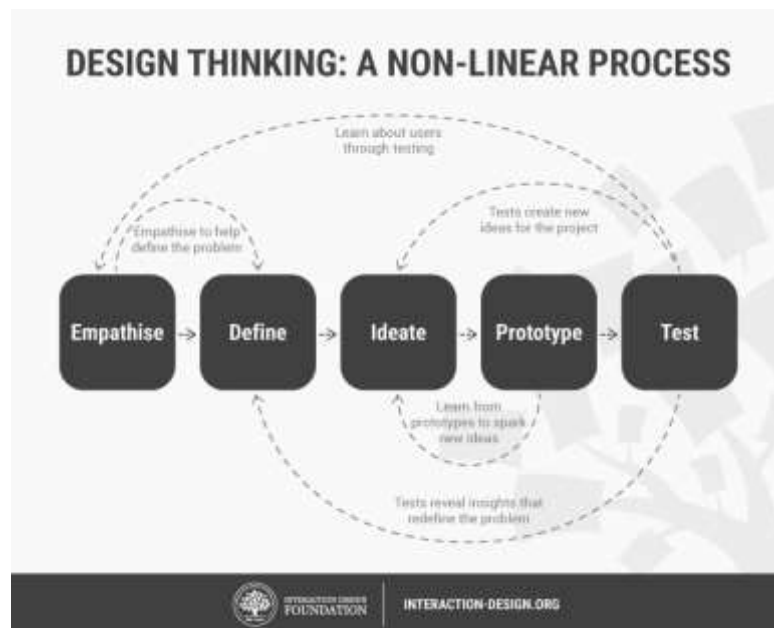 DESIGN THINKING: A NON-LINEAR PROCESS
Learn about users
through testing
Tests create new
ideas for the project
Empathise to help
define the problem
Empathise
Define
Ideate
Prototype
Test
Learn from
prototypes to spark
new ideas
Tests reveal insights that
redefine the problem
INTERACTION DESIGN
FOUNDATION
INTERACTION-DESIGN.ORG